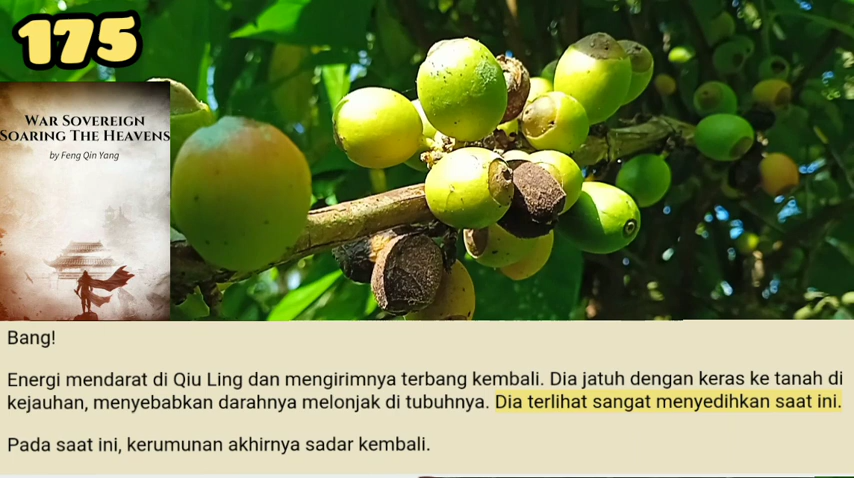 175
WAR SOVEREIGN
SOARING THE HEAVENS
by Feng Qin Yang
Bang!
Energi mendarat di Qiu Ling dan mengirimnya terbang kembali. Dia jatuh dengan keras ke tanah di
kejauhan, menyebabkan darahnya melonjak di tubuhnya. Dia terlihat sangat menyedihkan saat ini.
Pada saat ini, kerumunan akhirnya sadar kembali.